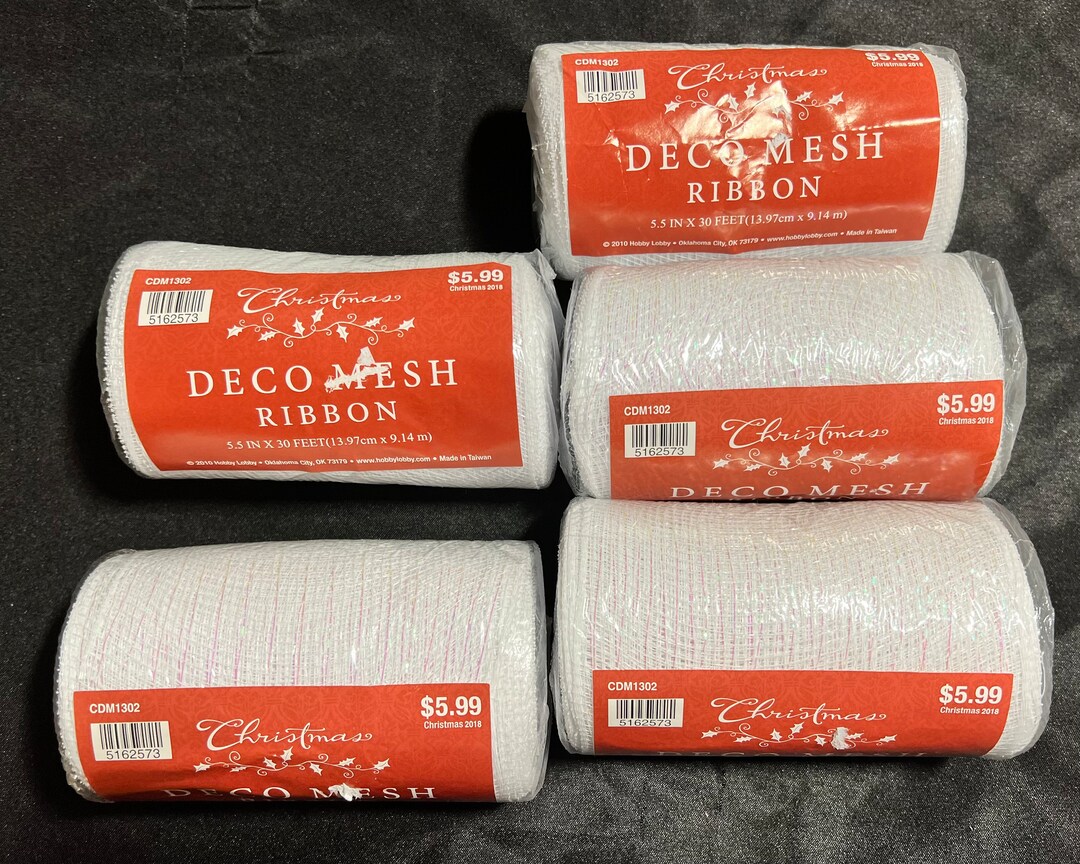 CDM1302
$5.99
Christmas 2018
5162573
Christmas
DECO MESH
RIBBON
5.5 IN X 30 FEET(13.97cm x 9.14 m)
© 2010 Hobby Lobby • Oklahoma City, OK 73179 • www.hobbylobby.com • Made in Taiwan
CDM1302
$5.99
Christmas 2018
5162573
Christmas
DECO MESH
RIBBON
5.5 IN X 30 FEET(13.97cm x 9.14 m)
© 2010 Hobby Lobby • Oklahoma City, OK 73179 • www.hobbylobby.com • Made in Taiwan
CDM1302
$5.99
Christmas 2018
5162573
Christmas
DECO MESH
CDM1302
$5.99
Christmas 2018
5162573
Christmas
DECO MESH
CDM1302
$5.99
Christmas 2018
5162573
Christmas
DECO MESH